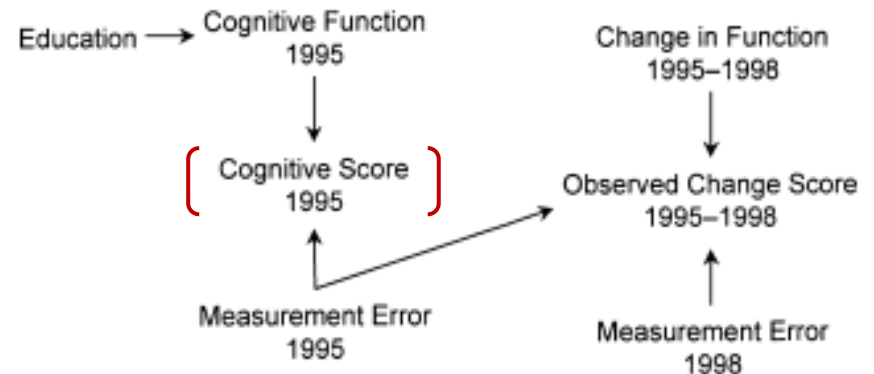 Education
Cognitive Function
1995
Change in Function
1995–1998
Cognitive Score
1995
Observed Change Score
1995–1998
Measurement Error
1995
Measurement Error
1998